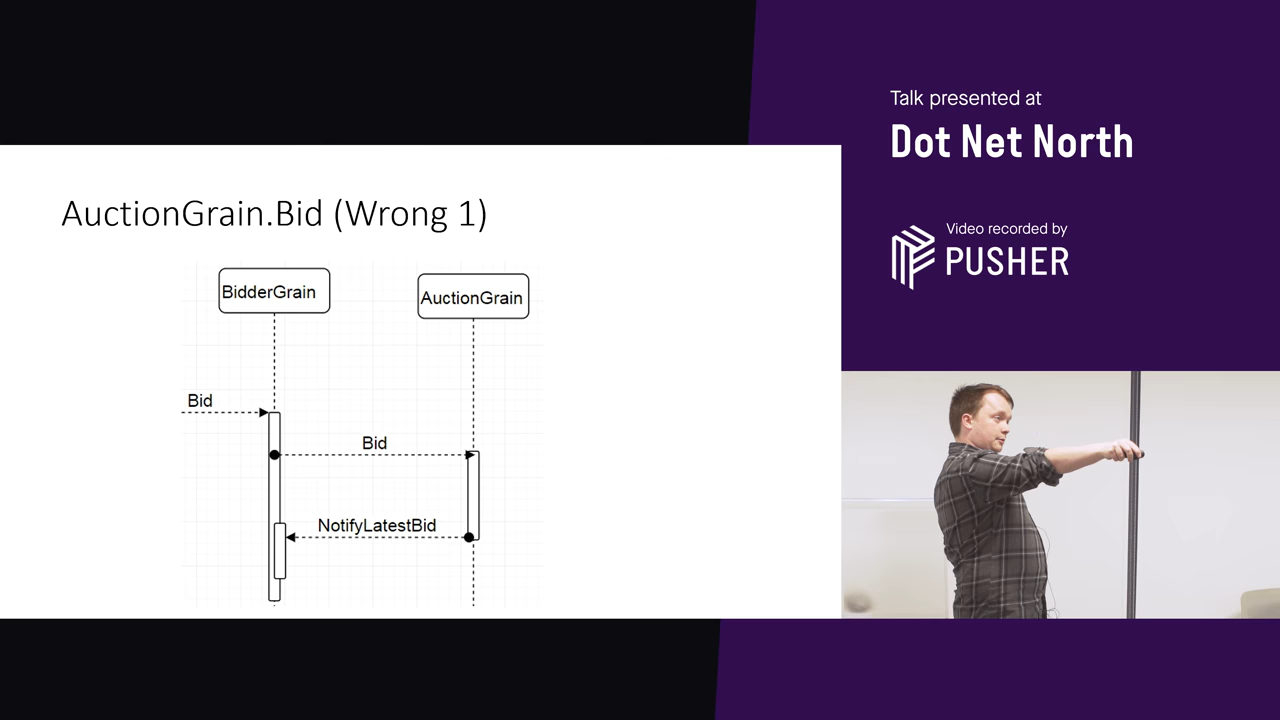 Talk presented at
Dot Net North
Video recorded by
PUSHER
AuctionGrain.Bid (Wrong 1)
BidderGrain
AuctionGrain
Bid
Bid
NotifyLatestBid